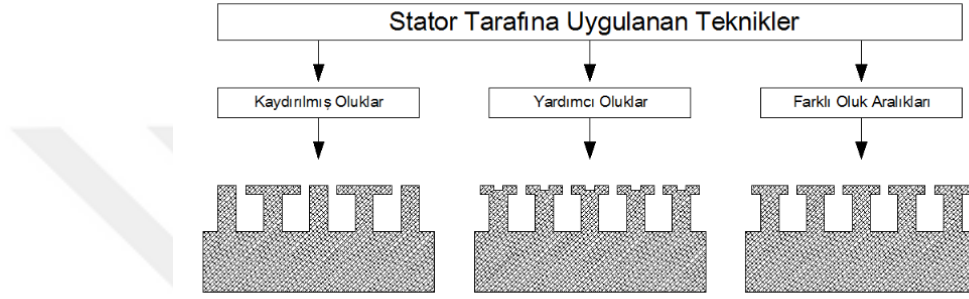 Stator Tarafına Uygulanan Teknikler
Kaydırılmış Oluklar
Yardımcı Oluklar
Farklı Oluk Aralıkları